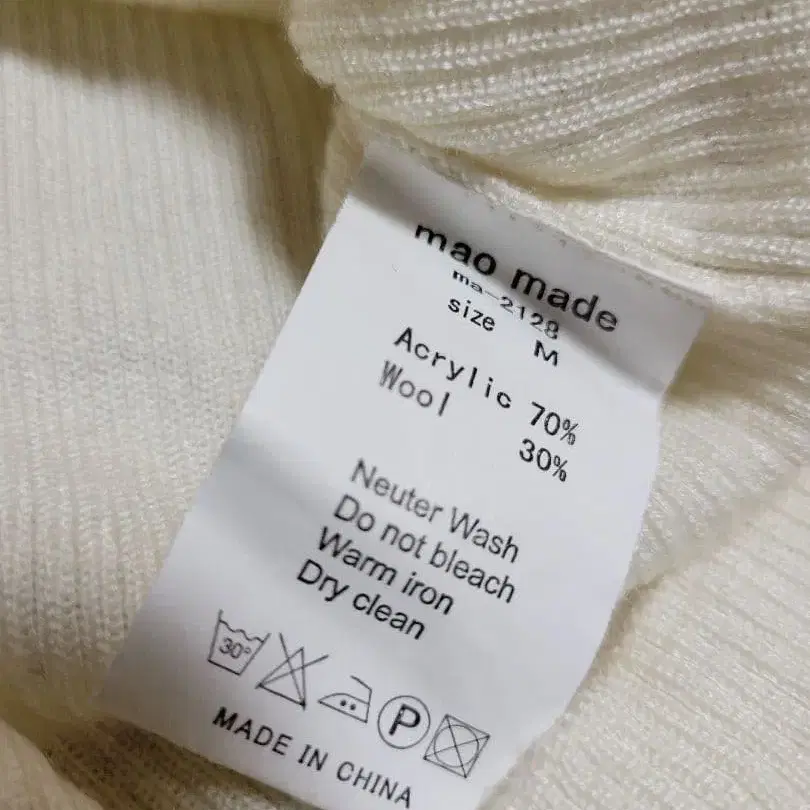 mao made
ma-2128
size M
Acrylic 70%
Wool 30%
Neuter Wash
Do not bleach
Warm iron
Dry clean
30°
P
MADE IN CHINA